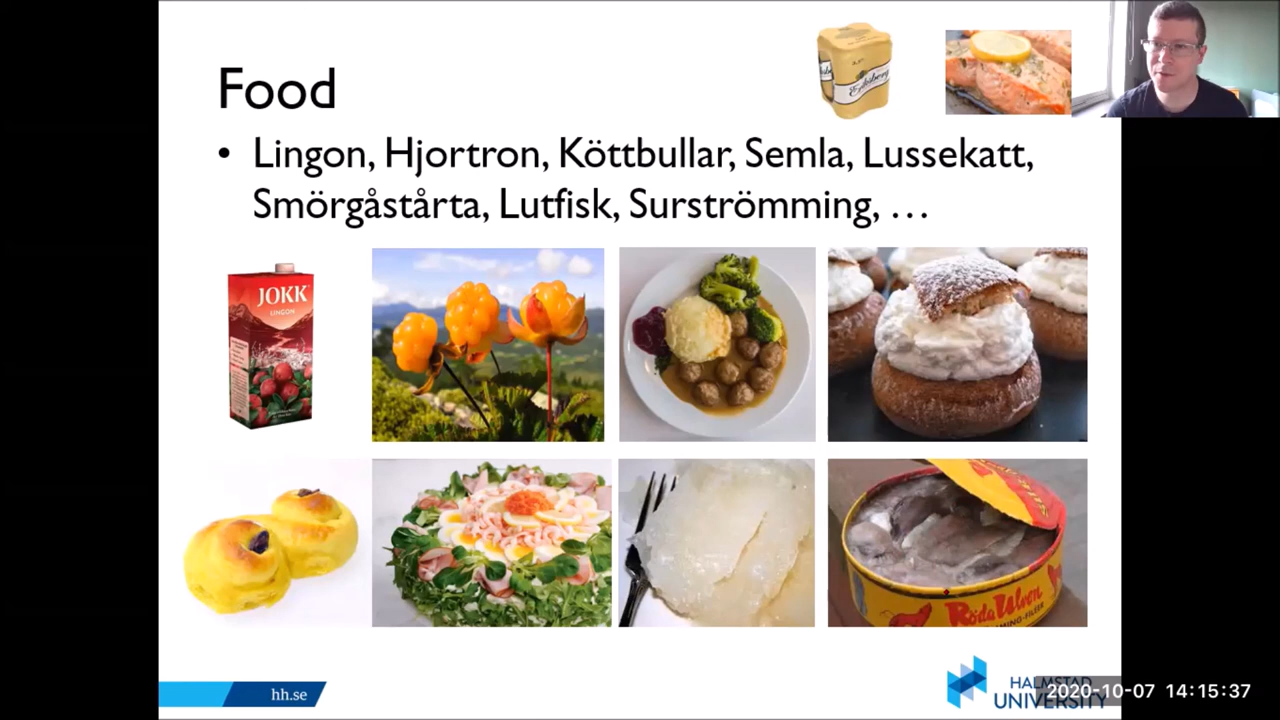 Food
• Lingon, Hjortron, Köttbullar, Semla, Lussekatt,
Smörgåstårta, Lutfisk, Surströmming, …
JOKK
LINGON
Röda Ulven
hh.se
HALMSTAD
UNIVERSITY
2020-10-07 14:15:37